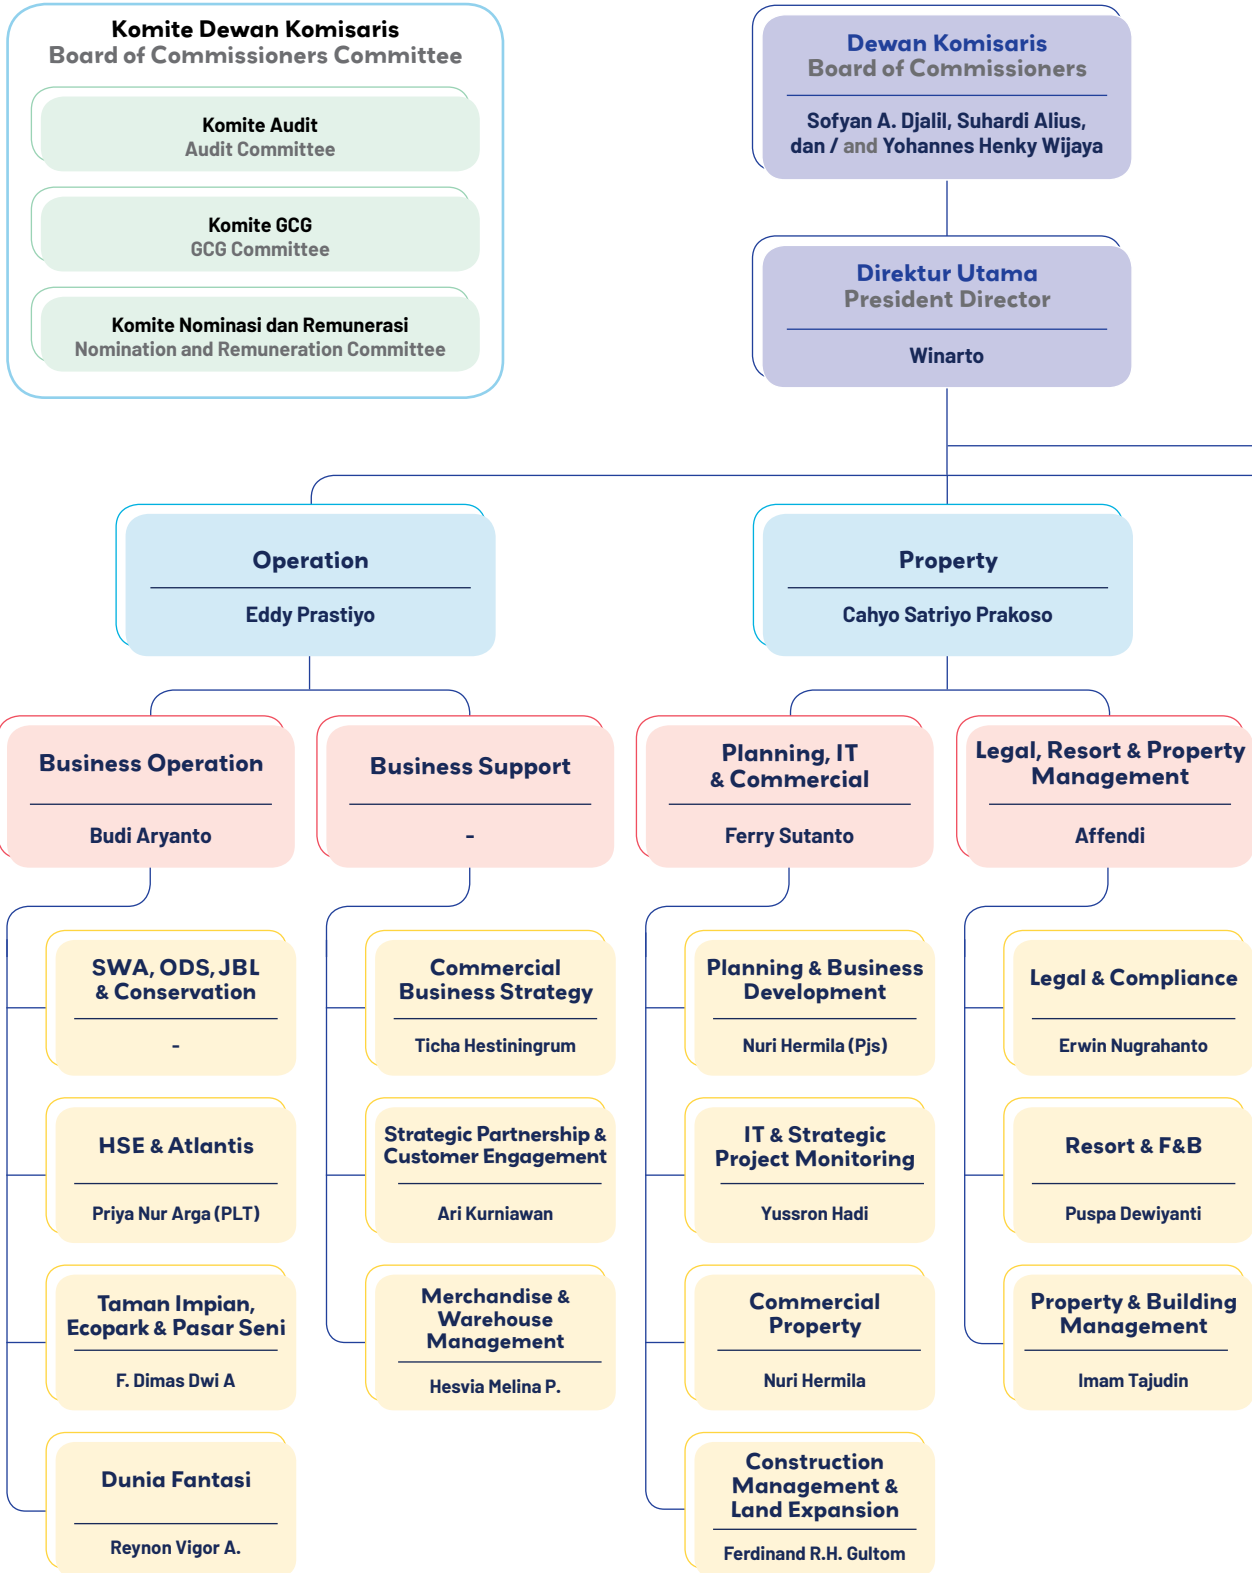 Komite Dewan Komisaris
Board of Commissioners Committee
Komite Audit
Audit Committee
Komite GCG
GCG Committee
Komite Nominasi dan Remunerasi
Nomination and Remuneration Committee
Dewan Komisaris
Board of Commissioners
Sofyan A. Djalil, Suhardi Alius,
dan / and Yohannes Henky Wijaya
Direktur Utama
President Director
Winarto
Operation
Eddy Prastiyo
Property
Cahyo Satriyo Prakoso
Business Operation
Budi Aryanto
Business Support
-
Planning, IT
& Commercial
Ferry Sutanto
Legal, Resort & Property
Management
Affendi
SWA, ODS, JBL
& Conservation
-
HSE & Atlantis
Priya Nur Arga (PLT)
Taman Impian,
Ecopark & Pasar Seni
F. Dimas Dwi A
Dunia Fantasi
Reynon Vigor A.
Commercial
Business Strategy
Ticha Hestiningrum
Strategic Partnership &
Customer Engagement
Ari Kurniawan
Merchandise &
Warehouse
Management
Hesvia Melina P.
Planning & Business
Development
Nuri Hermila (Pjs)
IT & Strategic
Project Monitoring
Yussron Hadi
Commercial
Property
Nuri Hermila
Construction
Management &
Land Expansion
Ferdinand R.H. Gultom
Legal & Compliance
Erwin Nugrahanto
Resort & F&B
Puspa Dewiyanti
Property & Building
Management
Imam Tajudin